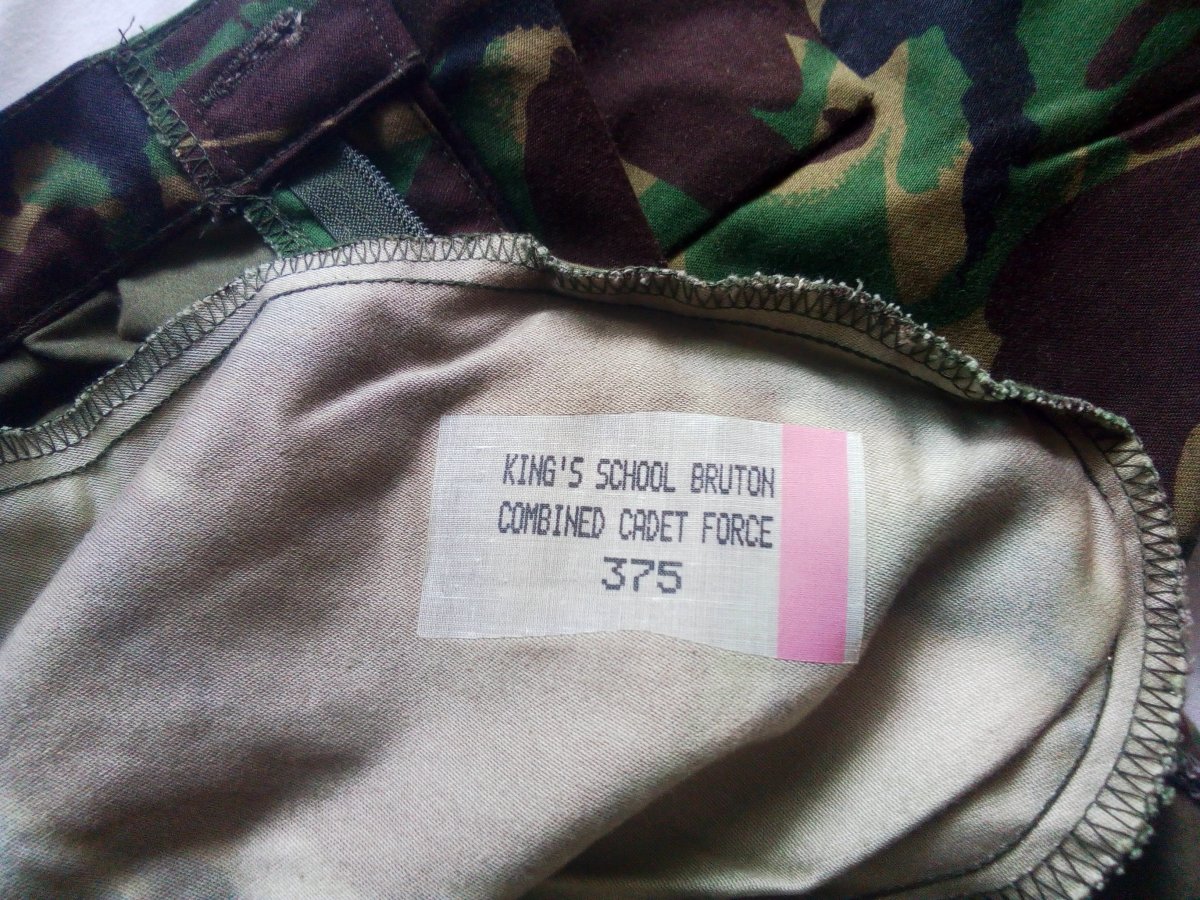 KING'S SCHOOL BRUTON
COMBINED CADET FORCE
375